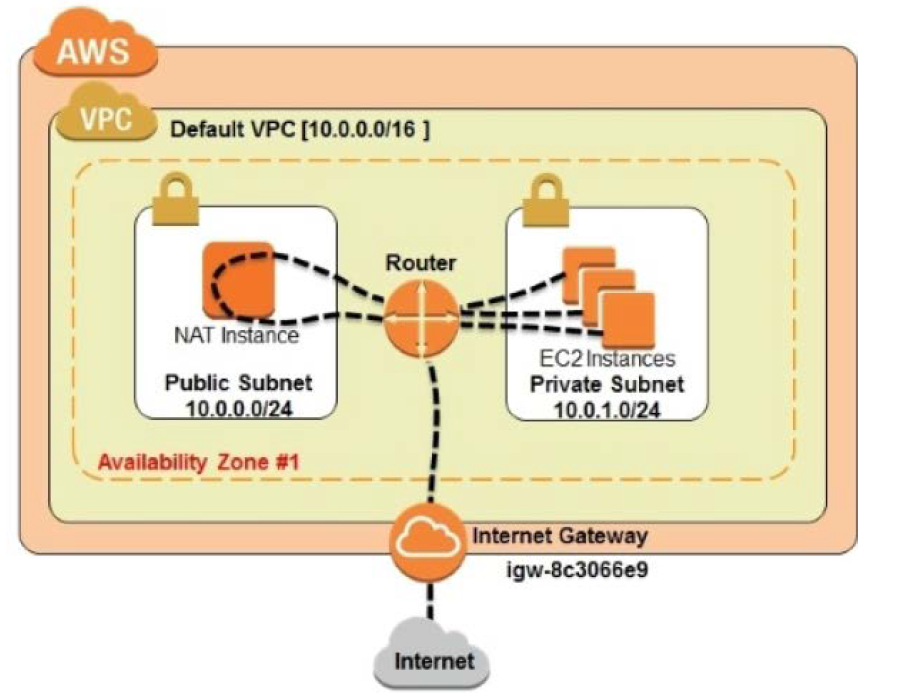 AWS
VPC
Default VPC [10.0.0.0/16 ]
Router
NAT Instance
Public Subnet
10.0.0.0/24
EC2 Instances
Private Subnet
10.0.1.0/24
Availability Zone #1
Internet Gateway
igw-8c3066e9
Internet